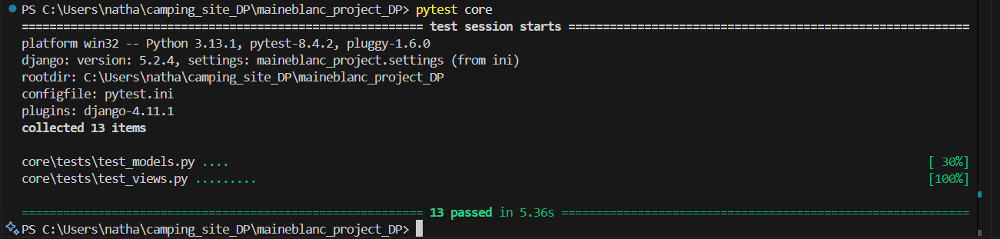 PS C:\Users\natha\camping_site_DP\maineblanc_project_DP> pytest core
========================================================== test session starts ==========================================================
platform win32 -- Python 3.13.1, pytest-8.4.2, pluggy-1.6.0
django: version: 5.2.4, settings: maineblanc_project.settings (from ini)
rootdir: C:\Users\natha\camping_site_DP\maineblanc_project_DP
configfile: pytest.ini
plugins: django-4.11.1
collected 13 items
core\tests\test_models.py .... [ 30%]
core\tests\test_views.py ......... [100%]
========================================================== 13 passed in 5.36s ===========================================================
PS C:\Users\natha\camping_site_DP\maineblanc_project_DP>